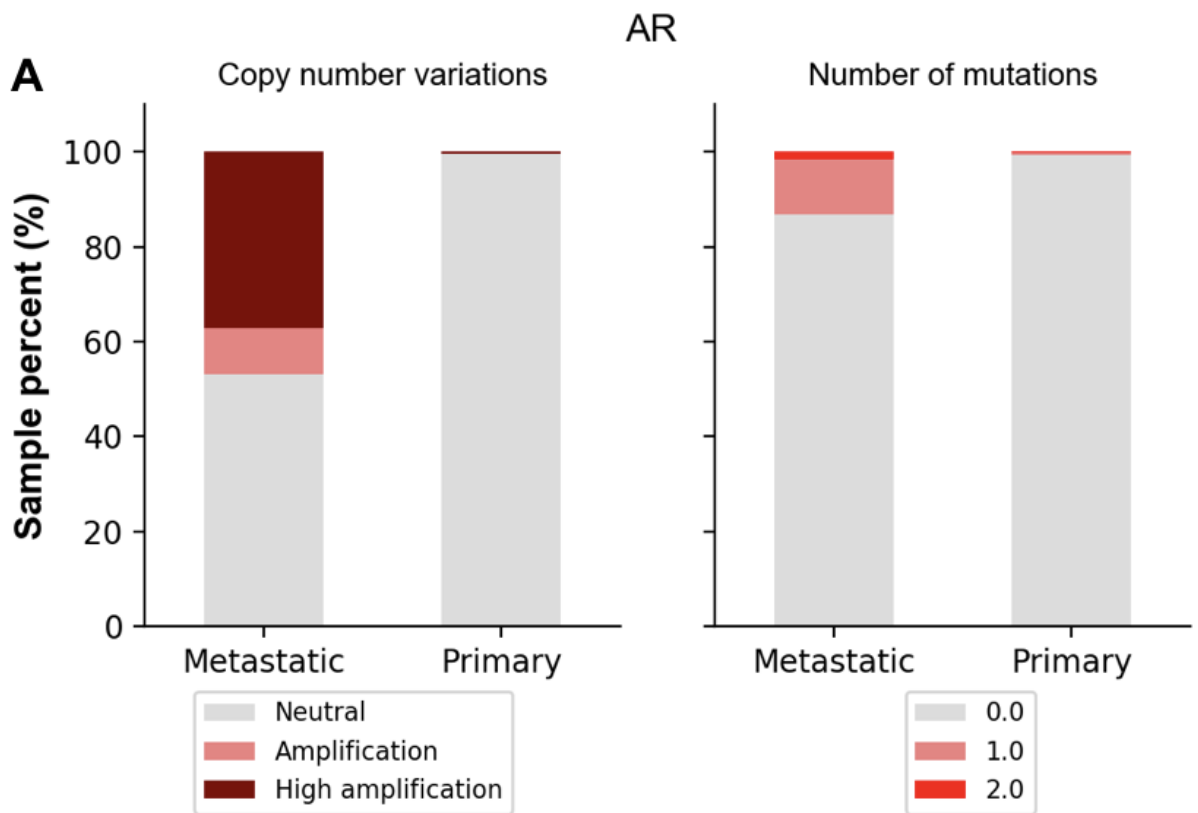 AR
A
Copy number variations
Number of mutations
Sample percent (%)
100
80
60
40
20
0
Metastatic
Primary
Metastatic
Primary
Neutral
Amplification
High amplification
0.0
1.0
2.0